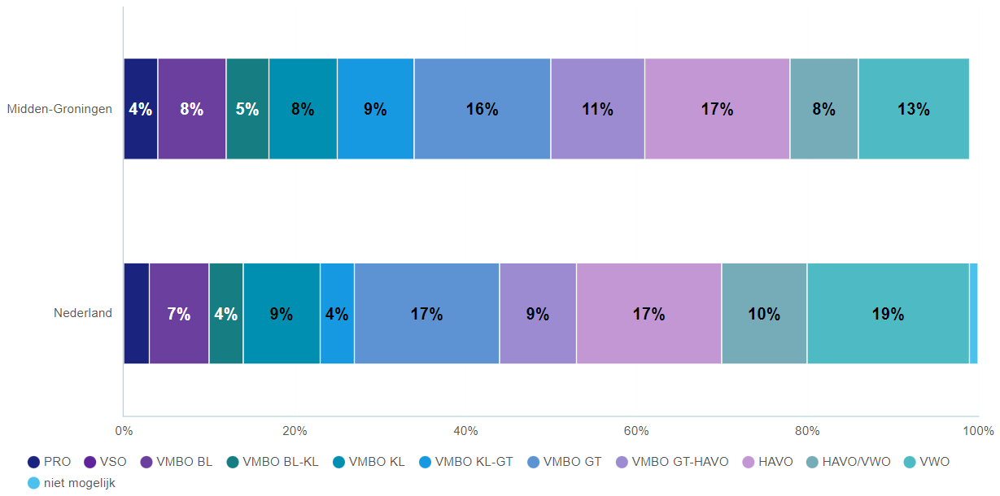 Midden-Groningen 4% 8% 5% 8% 9% 16% 11% 17% 8% 13%
Nederland 7% 4% 9% 4% 17% 9% 17% 10% 19%
0% 20% 40% 60% 80% 100%
PRO VSO VMBO BL VMBO BL-KL VMBO KL VMBO KL-GT VMBO GT VMBO GT-HAVO HAVO HAVO/VWO VWO
niet mogelijk